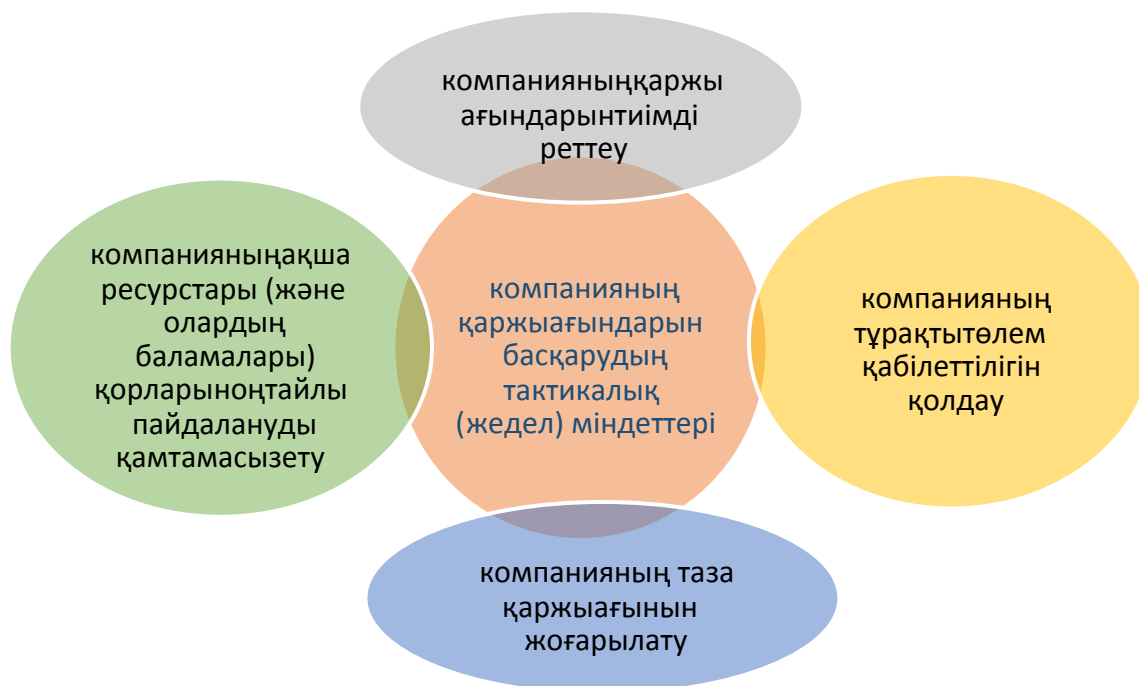 компанияныңқаржы
ағындарынтиімді
реттеу
компанияныңақша
ресурстары (және
олардың
баламалары)
қорларыноңтайлы
пайдалануды
қамтамасызету
компанияның
қаржыағындарын
басқарудың
тактикалық
(жедел) міндеттері
компанияның
тұрақтытөлем
қабілеттілігін
қолдау
компанияның таза
қаржыағынын
жоғарылату